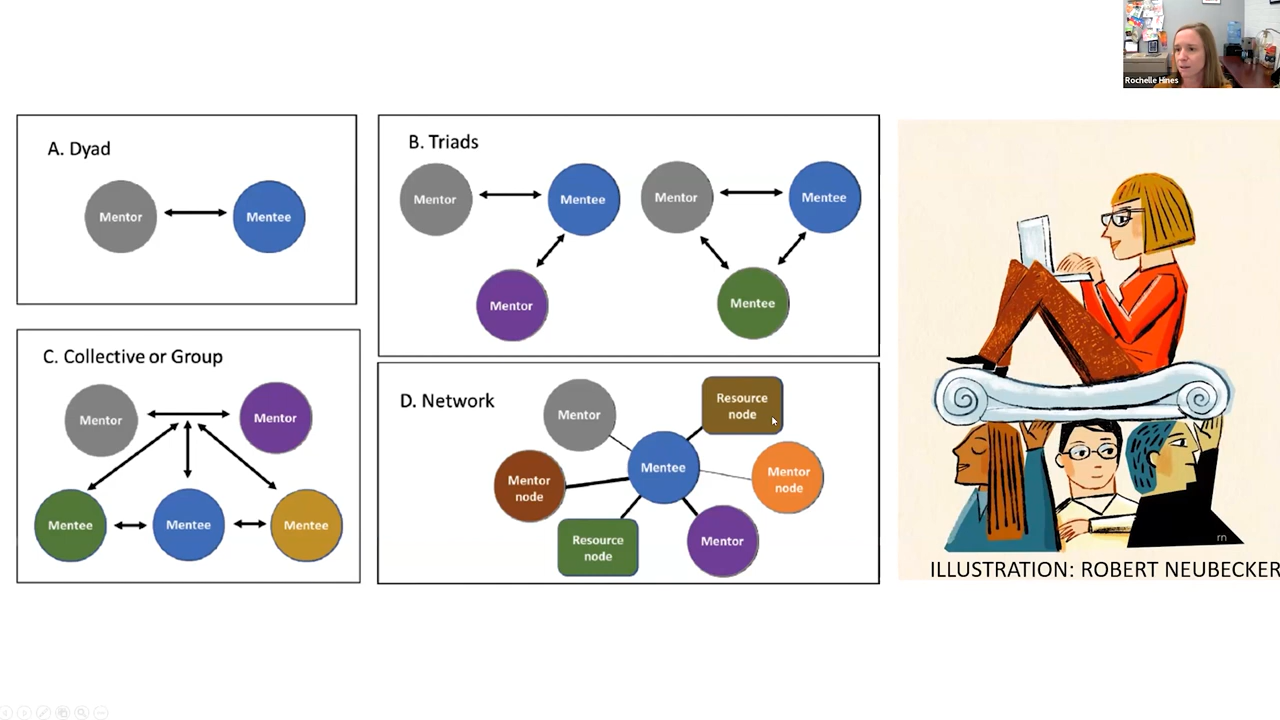 Rochelle Hines
A. Dyad
Mentor
Mentee
B. Triads
Mentor
Mentee
Mentor
Mentor
Mentee
Mentee
C. Collective or Group
Mentor
Mentor
Mentee
Mentee
Mentee
D. Network
Mentor
Resource
node
Mentee
Mentor
node
Mentor
node
Resource
node
Mentor
rn
ILLUSTRATION: ROBERT NEUBECKER